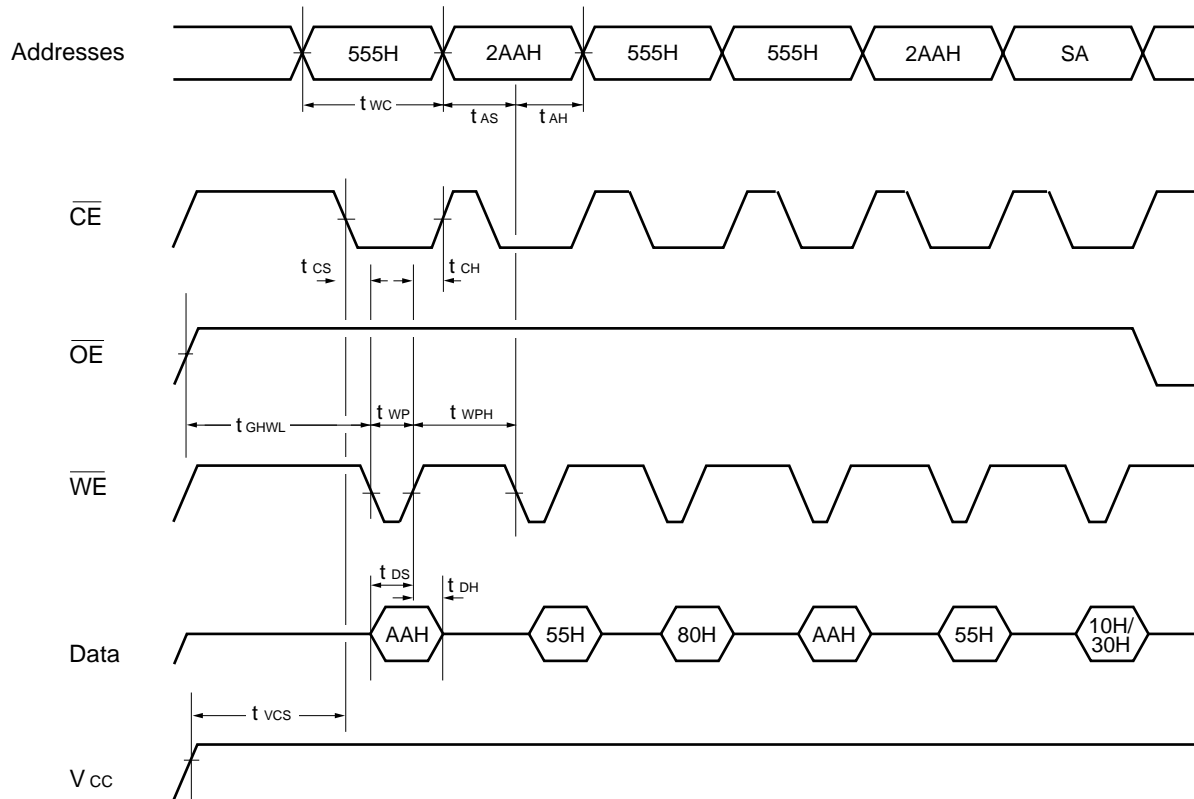 Addresses 555H 2AAH 555H 555H 2AAH SA
t WC t AS t AH
CE
t CS t CH
OE
t GHWL t WP t WPH
WE
t DS t DH
Data AAH 55H 80H AAH 55H 10H/
30H
t VCS
V CC